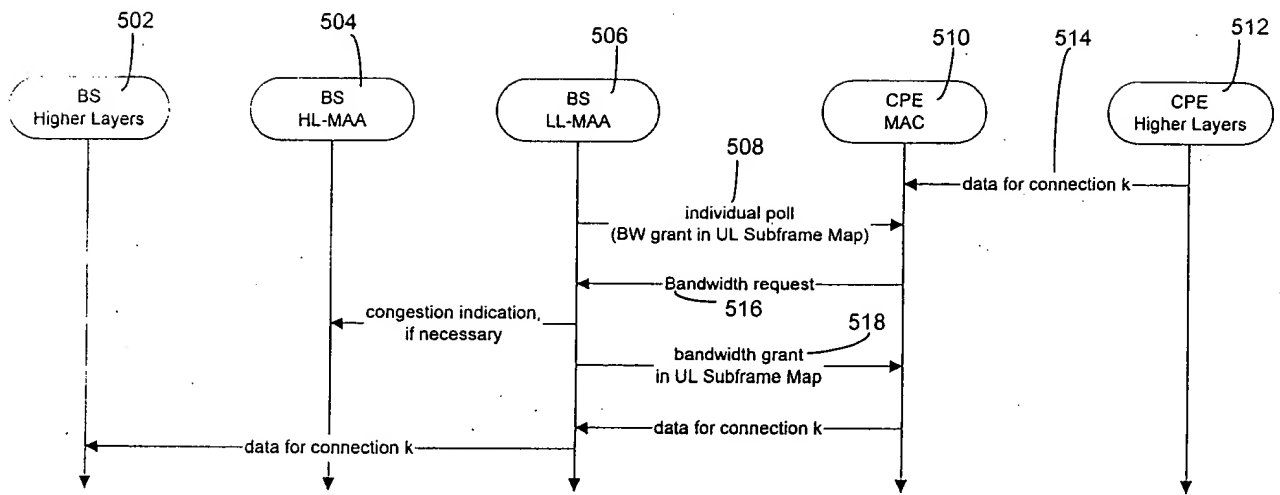 502
504
506
510
514
512
BS
Higher Layers
BS
HL-MAA
BS
LL-MAA
CPE
MAC
CPE
Higher Layers
508
data for connection k
individual poll
(BW grant in UL Subframe Map)
Bandwidth request
516
congestion indication,
if necessary
518
bandwidth grant
in UL Subframe Map
data for connection k
data for connection k